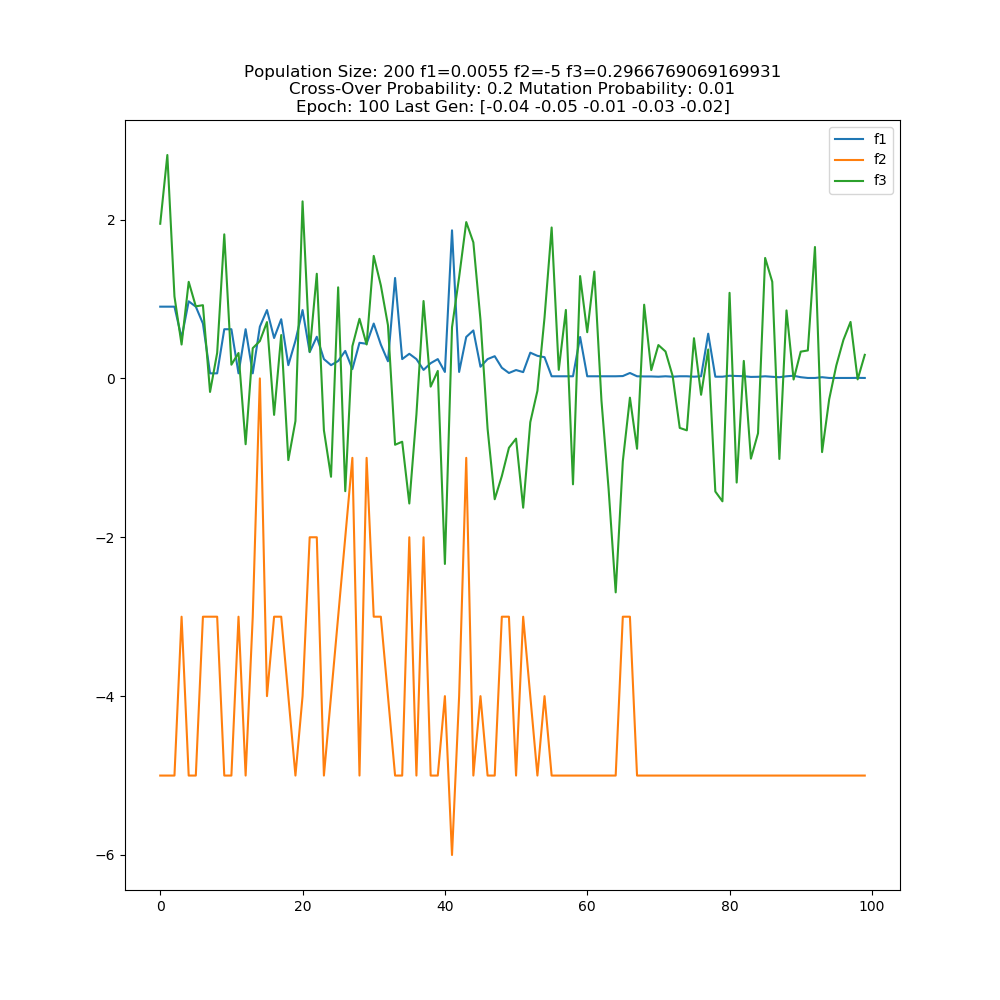 Population Size: 200 f1=0.0055 f2=-5 f3=0.2966769069169931
Cross-Over Probability: 0.2 Mutation Probability: 0.01
Epoch: 100 Last Gen: [-0.04 -0.05 -0.01 -0.03 -0.02]
f1
f2
f3
2
0
−2
−4
−6
0 20 40 60 80 100